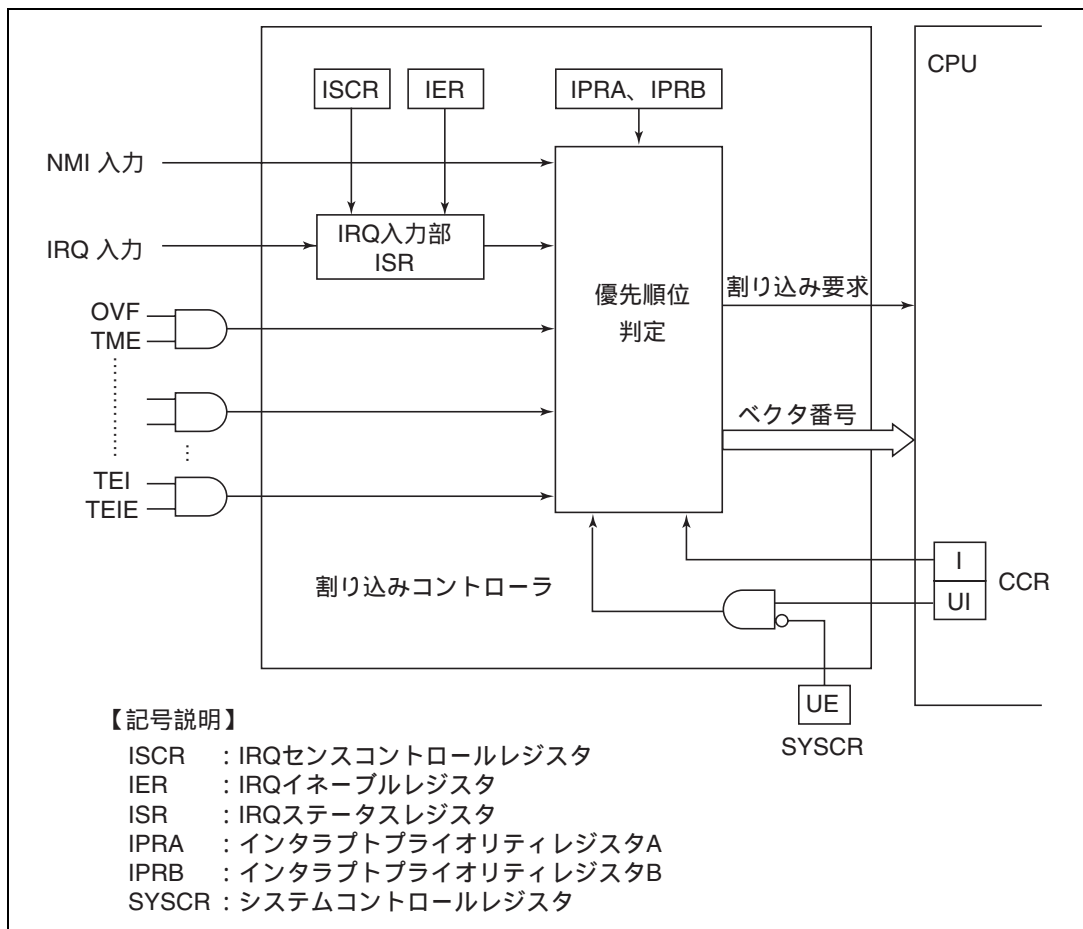 CPU
ISCR
IER
IPRA、IPRB
NMI 入力
IRQ 入力
IRQ入力部
ISR
優先順位
判定
割り込み要求
OVF
TME
ベクタ番号
TEI
TEIE
I
UI
CCR
割り込みコントローラ
UE
SYSCR
【記号説明】
ISCR : IRQセンスコントロールレジスタ
IER : IRQイネーブルレジスタ
ISR : IRQステータスレジスタ
IPRA : インタラプトプライオリティレジスタA
IPRB : インタラプトプライオリティレジスタB
SYSCR : システムコントロールレジスタ